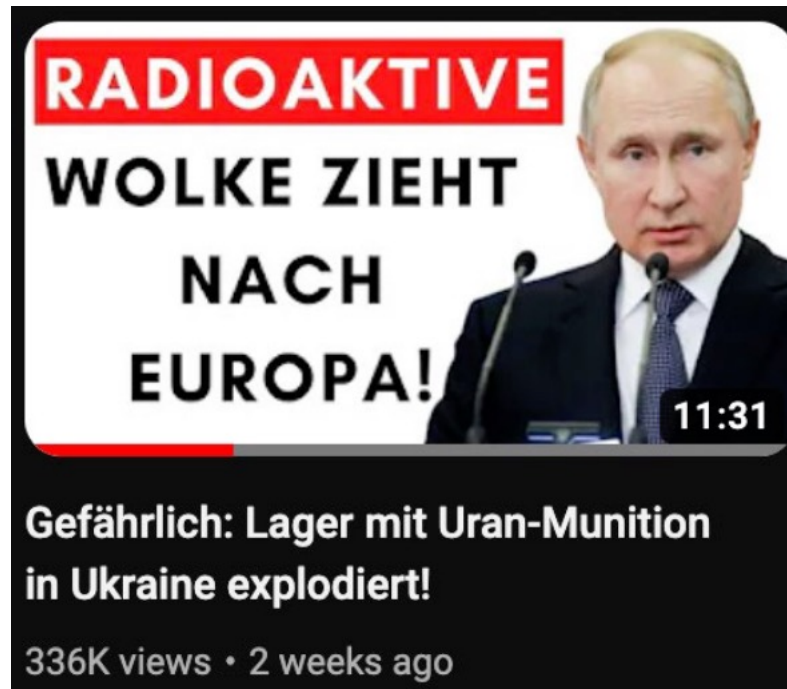 RADIOAKTIVE
WOLKE ZIEHT
NACH
EUROPA!
11:31
Gefährlich: Lager mit Uran-Munition
in Ukraine explodiert!
336K views • 2 weeks ago